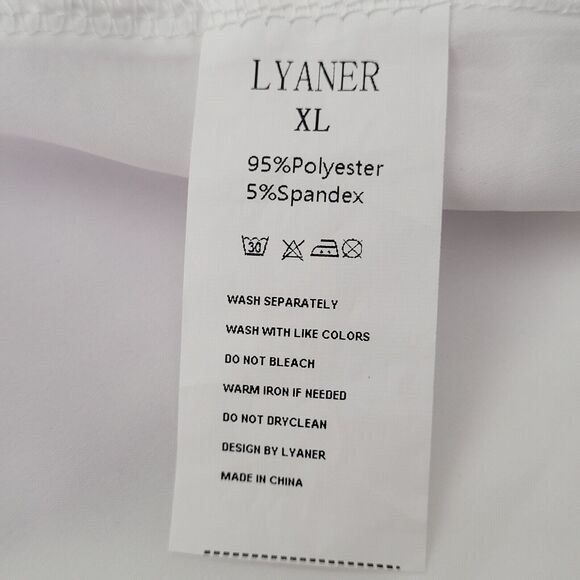 LYANER
XL
95%Polyester
5%Spandex
30
WASH SEPARATELY
WASH WITH LIKE COLORS
DO NOT BLEACH
WARM IRON IF NEEDED
DO NOT DRYCLEAN
DESIGN BY LYANER
MADE IN CHINA